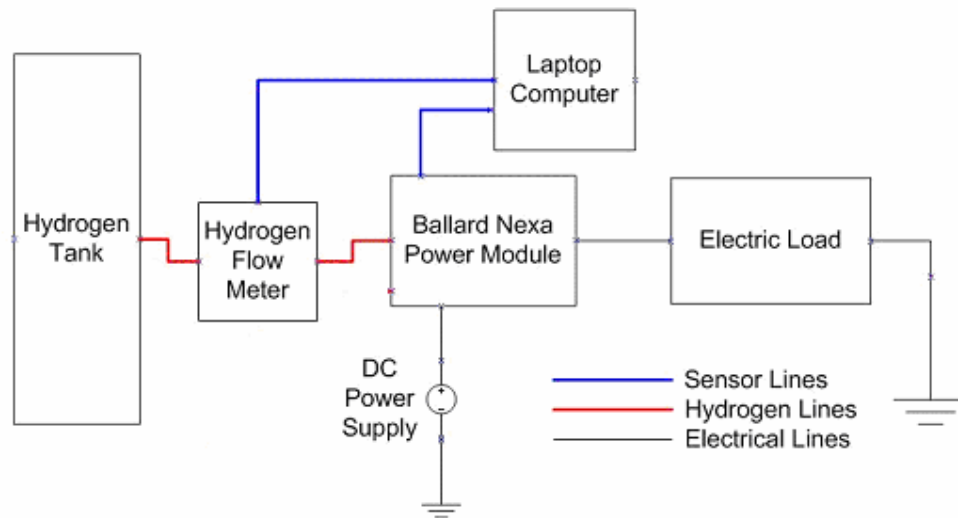 Laptop
Computer
Hydrogen
Tank
Hydrogen
Flow
Meter
Ballard Nexa
Power Module
Electric Load
DC
Power
Supply
+
-
Sensor Lines
Hydrogen Lines
Electrical Lines